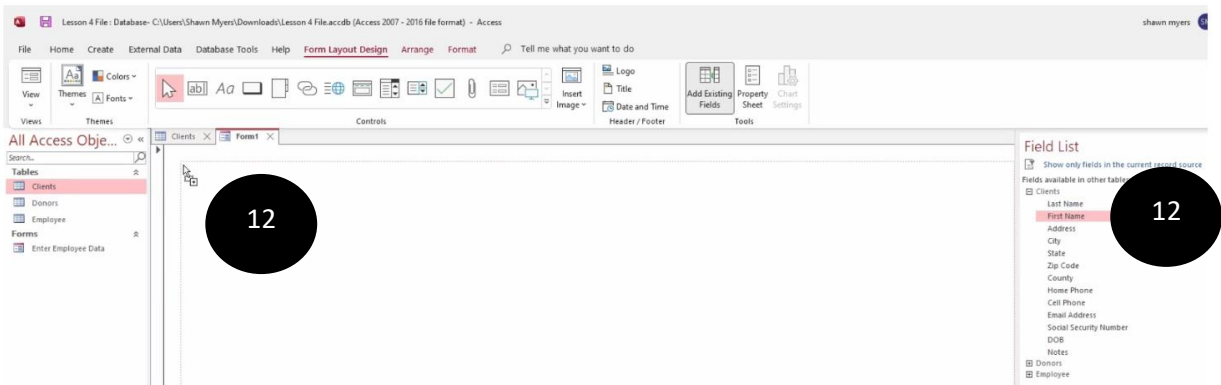 Lesson 4 File : Database- C:\Users\Shawn Myers\Downloads\Lesson 4 File.accdb (Access 2007 - 2016 file format) - Access
shawn myers
File Home Create External Data Database Tools Help Form Layout Design Arrange Format Tell me what you want to do
View
Views
Aa
Themes
Colors
Fonts
Themes
ab Aa
Controls
Insert Image
Logo
Title
Date and Time
Header / Footer
Add Existing Fields
Property Sheet
Chart Settings
Tools
All Access Obje...
Search...
Tables
Clients
Donors
Employee
Forms
Enter Employee Data
Clients
Form1
12
Field List
Show only fields in the current record source
Fields available in other tables
Clients
Last Name
First Name
Address
City
State
Zip Code
County
Home Phone
Cell Phone
Email Address
Social Security Number
DOB
Notes
Donors
Employee
12